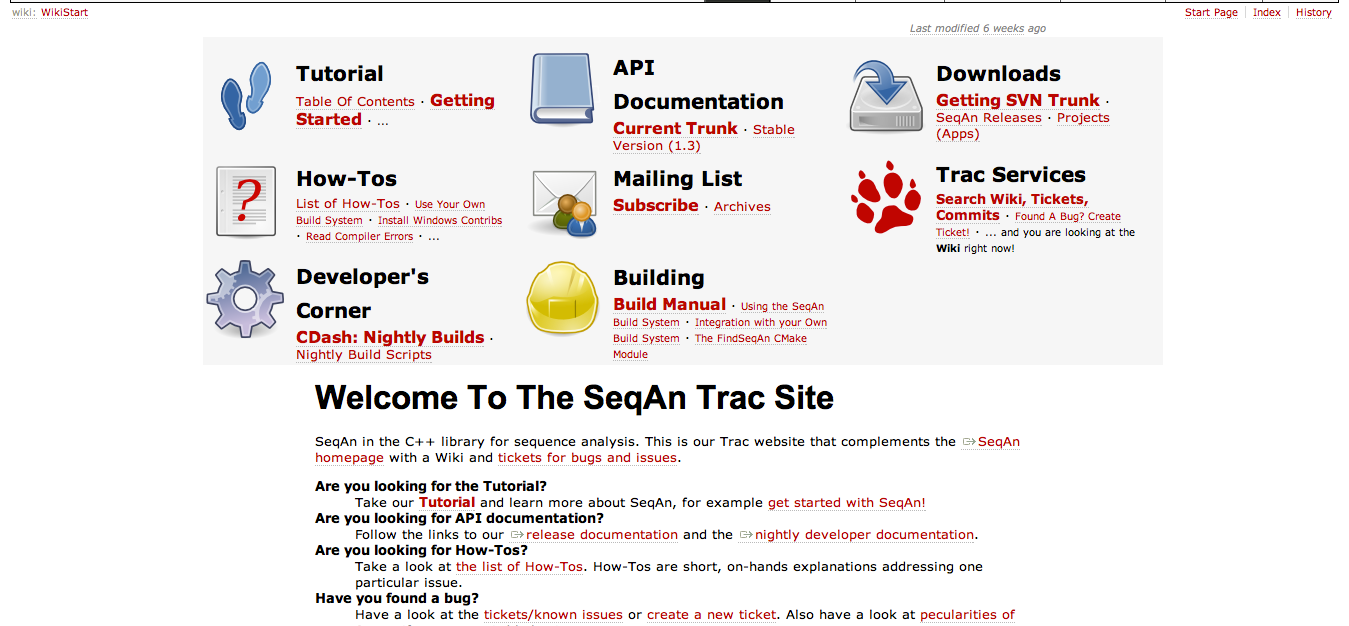 wiki: WikiStart
Start Page Index History
Last modified 6 weeks ago
Tutorial
Table Of Contents · Getting
Started · ...
API
Documentation
Current Trunk · Stable
Version (1.3)
Downloads
Getting SVN Trunk ·
SeqAn Releases · Projects
(Apps)
?
How-Tos
List of How-Tos · Use Your Own
Build System · Install Windows Contribs
· Read Compiler Errors · ...
Mailing List
Subscribe · Archives
Trac Services
Search Wiki, Tickets,
Commits · Found A Bug? Create
Ticket! · ... and you are looking at the
Wiki right now!
Developer's
Corner
CDash: Nightly Builds ·
Nightly Build Scripts
Building
Build Manual · Using the SeqAn
Build System · Integration with your Own
Build System · The FindSeqAn CMake
Module
Welcome To The SeqAn Trac Site
SeqAn in the C++ library for sequence analysis. This is our Trac website that complements the SeqAn
homepage with a Wiki and tickets for bugs and issues.
Are you looking for the Tutorial?
Take our Tutorial and learn more about SeqAn, for example get started with SeqAn!
Are you looking for API documentation?
Follow the links to our release documentation and the nightly developer documentation.
Are you looking for How-Tos?
Take a look at the list of How-Tos. How-Tos are short, on-hands explanations addressing one
particular issue.
Have you found a bug?
Have a look at the tickets/known issues or create a new ticket. Also have a look at pecularities of